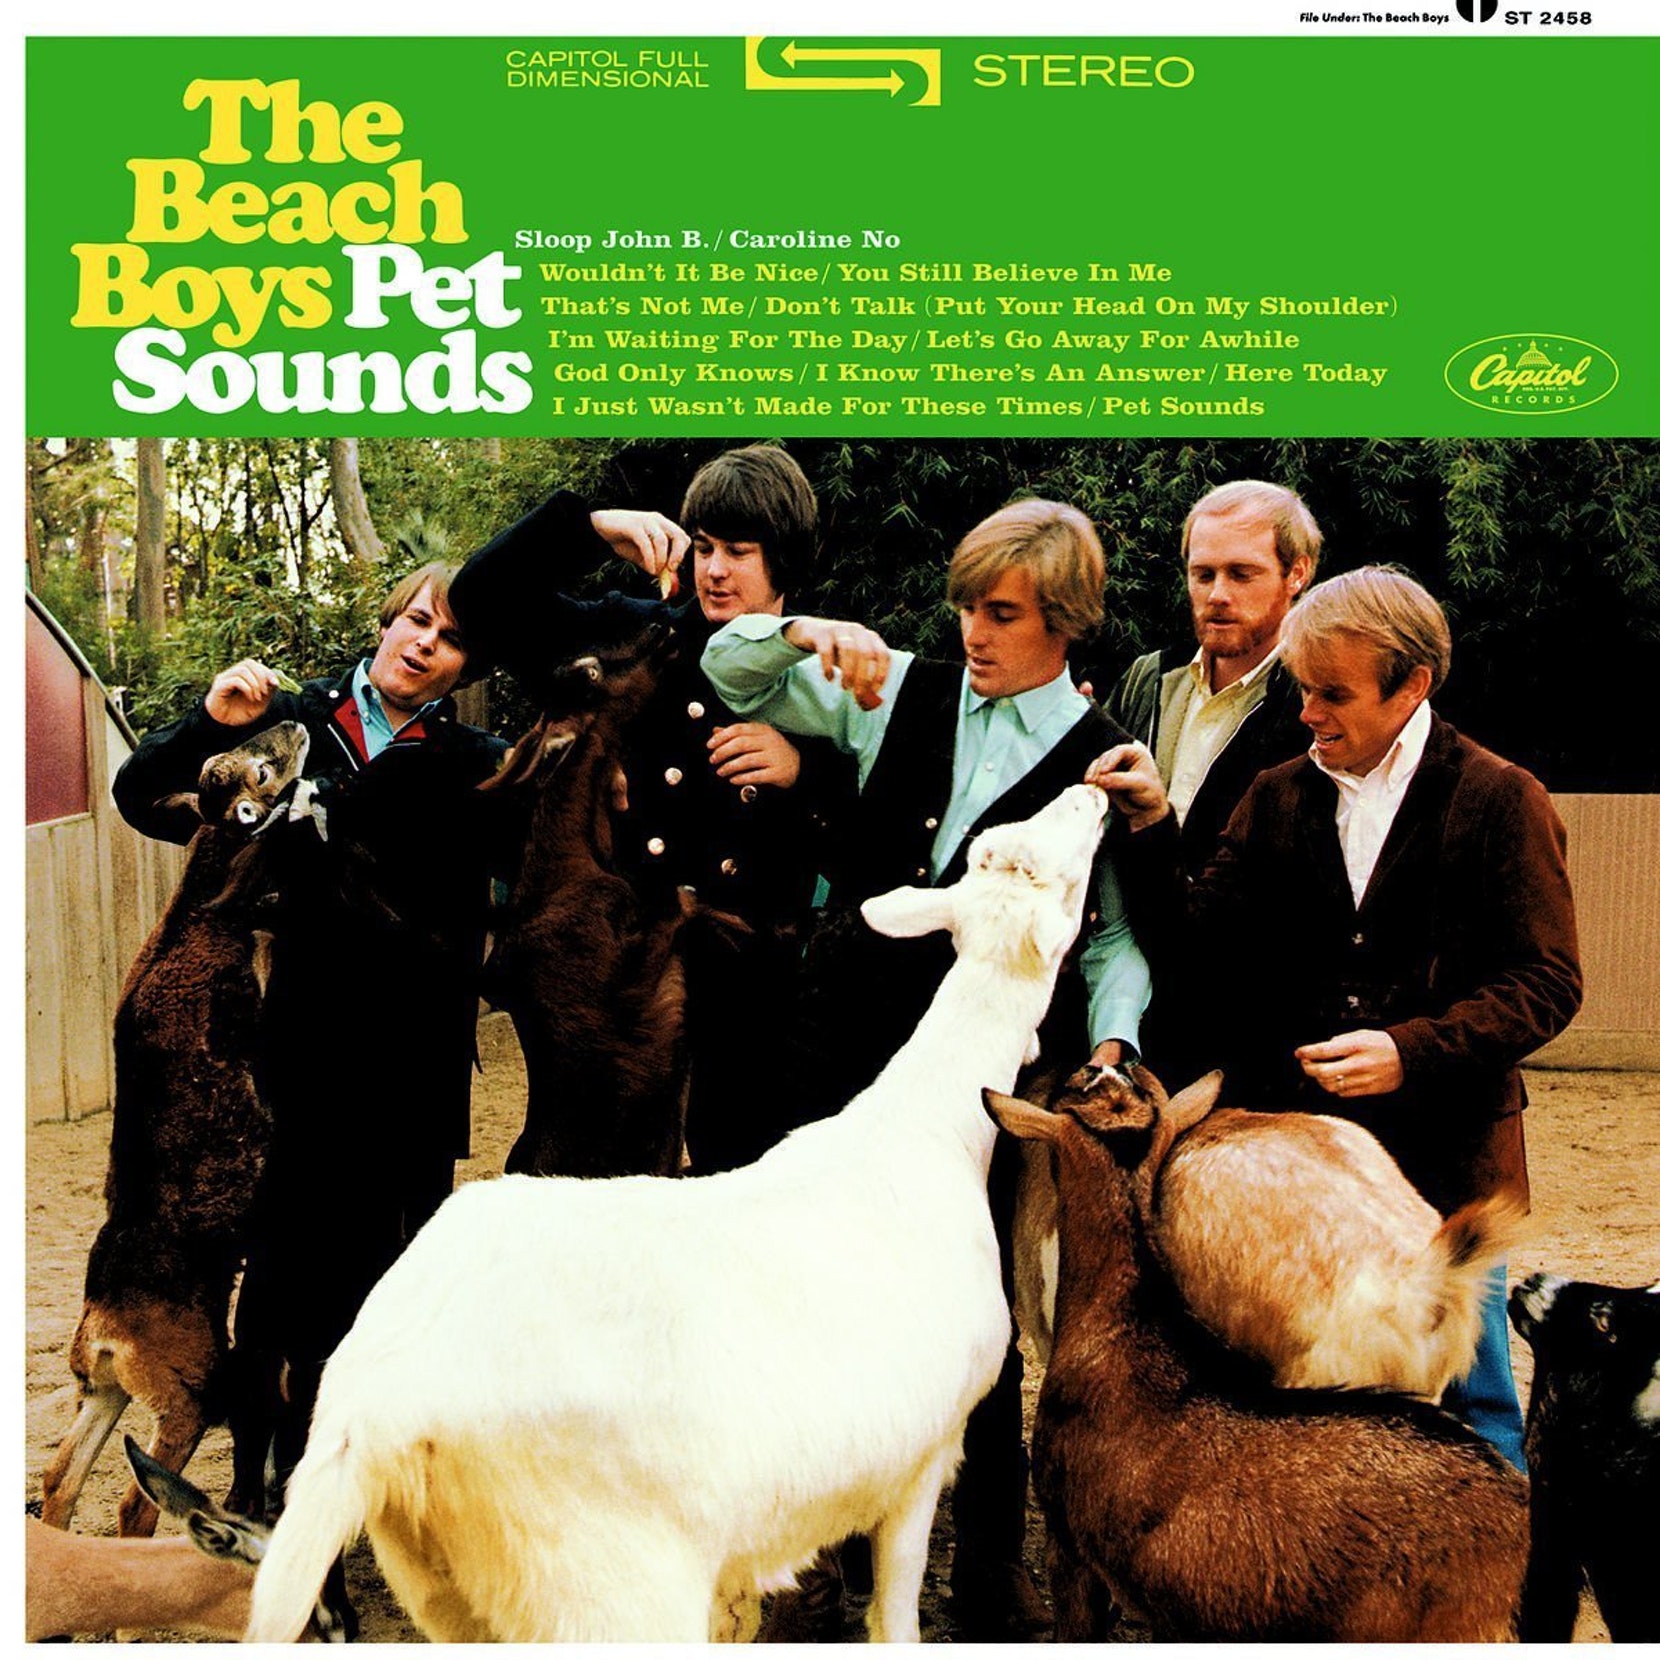 File Under: The Beach Boys ST 2458
CAPITOL FULL
DIMENSIONAL
STEREO
The
Beach
Boys Pet
Sounds
Sloop John B./Caroline No
Wouldn't It Be Nice/You Still Believe In Me
That's Not Me/Don't Talk (Put Your Head On My Shoulder)
I'm Waiting For The Day/Let's Go Away For Awhile
God Only Knows/I Know There's An Answer/Here Today
I Just Wasn't Made For These Times/Pet Sounds
Capitol
RECORDS